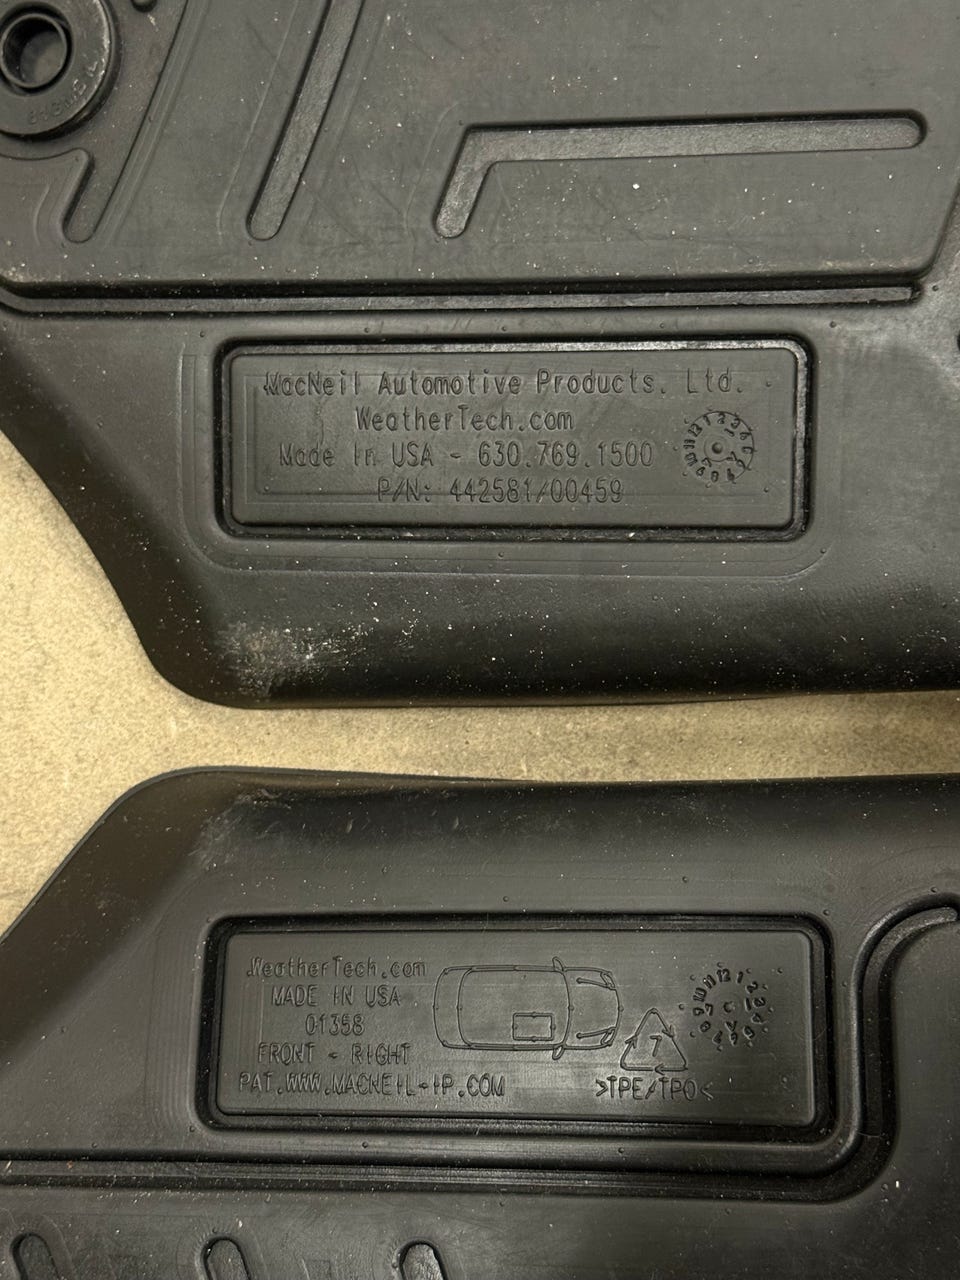 MacNeil Automotive Products, Ltd.
WeatherTech.com
Made In USA - 630.769.1500
P/N: 442581/00459
WeatherTech.com
MADE IN USA
01358
FRONT - RIGHT
PAT.WWW.MACNEIL-IP.COM
7
>TPE/TPO<